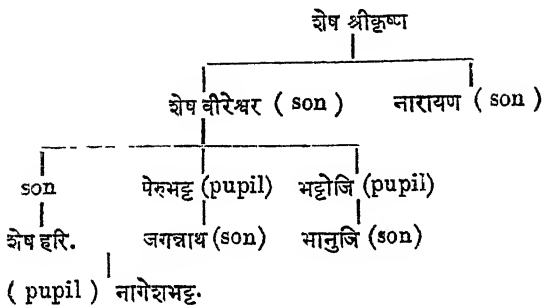 शेष श्रीकृष्ण
शेष वीरेश्वर ( son ) नारायण ( son )
son पेरुभट्ट (pupil) भट्टोजि (pupil)
शेष हरि. जगन्नाथ (son) भानुजि (son)
( pupil ) नागेशभट्ट.